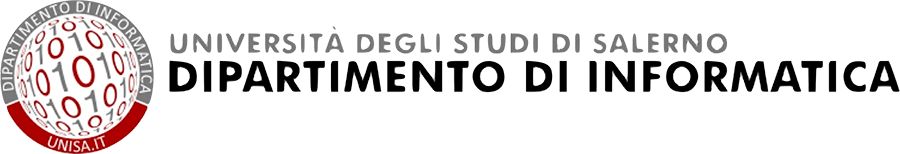 DIPARTIMENTO DI INFORMATICA
UNISA.IT
UNIVERSITÀ DEGLI STUDI DI SALERNO
DIPARTIMENTO DI INFORMATICA